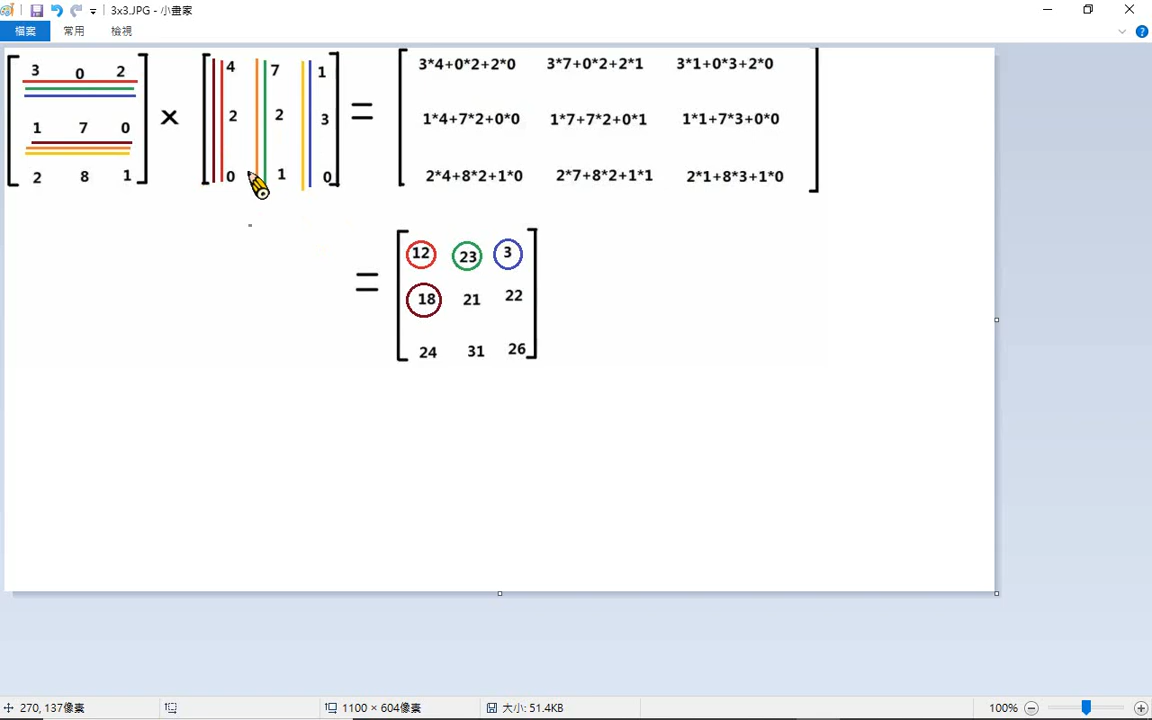 3x3.JPG - 小畫家
檔案 常用 檢視
3 0 2 × 4 7 1 = 3*4+0*2+2*0 3*7+0*2+2*1 3*1+0*3+2*0
1 7 0 2 2 3 1*4+7*2+0*0 1*7+7*2+0*1 1*1+7*3+0*0
2 8 1 0 1 0 2*4+8*2+1*0 2*7+8*2+1*1 2*1+8*3+1*0
= 12 23 3
18 21 22
24 31 26
270, 137像素 1100 × 604像素 大小: 51.4KB 100%